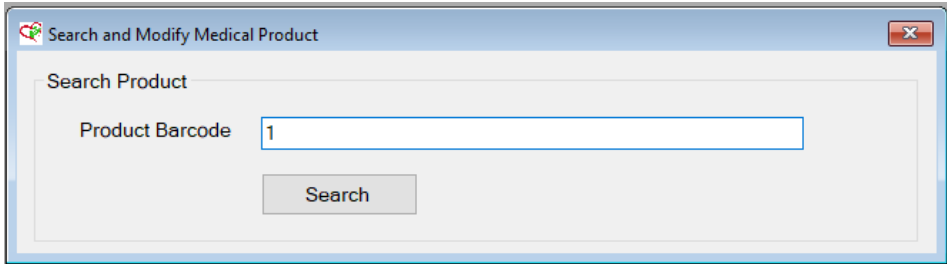 Search and Modify Medical Product
Search Product
Product Barcode 1
Search